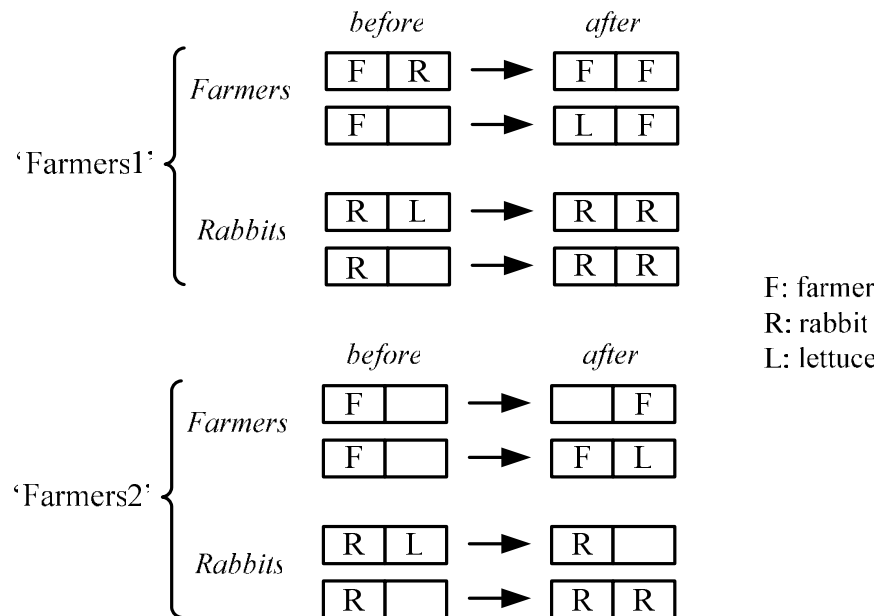 before after
Farmers F R F F
F L F
‘Farmers1’
Rabbits R L R R
R R R
F: farmer
R: rabbit
L: lettuce
before after
Farmers F F
F F L
‘Farmers2’
Rabbits R L R
R R R